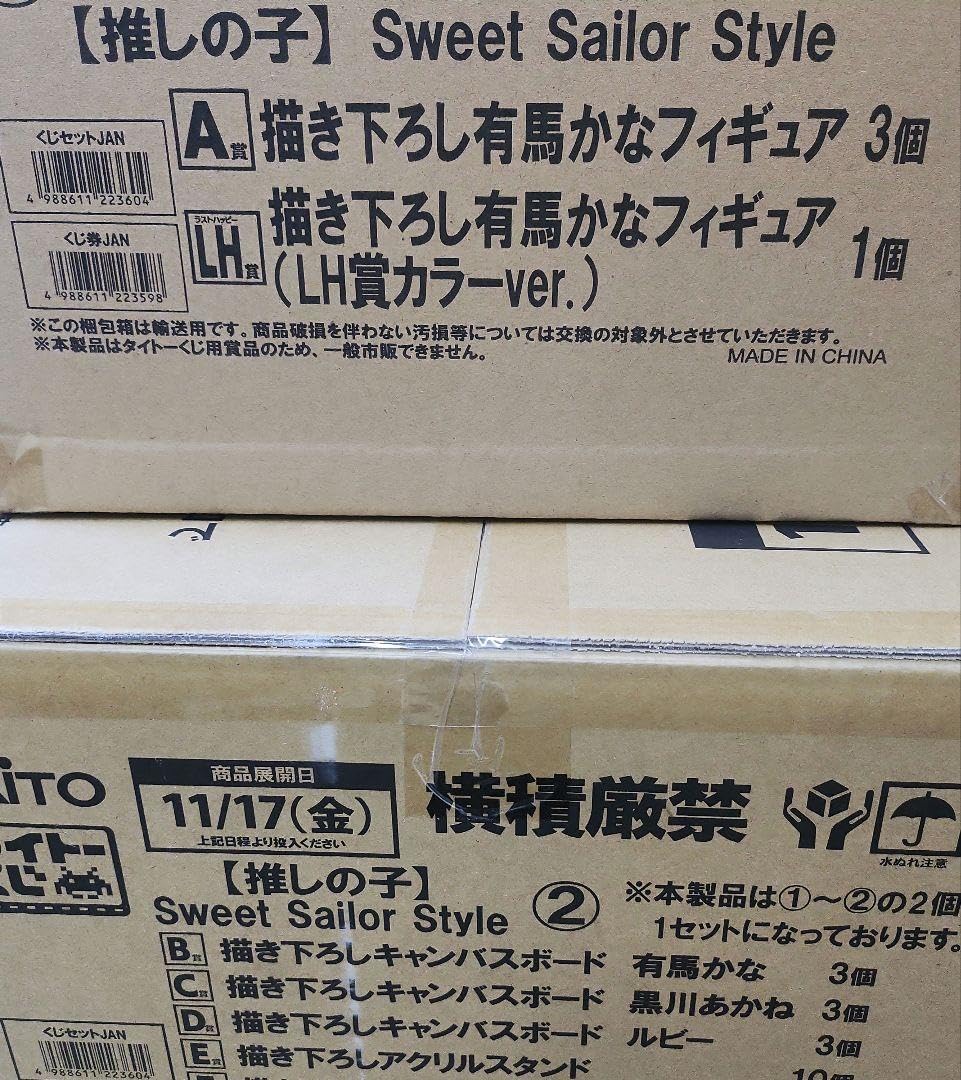 【推しの子】 Sweet Sailor Style
くじセットJAN
4 988611 223604
A賞 描き下ろし有馬かなフィギュア 3個
くじ券JAN
4 988611 223598
ラストハッピー
LH賞 描き下ろし有馬かなフィギュア
(LH賞カラーver.) 1個
※この梱包箱は輸送用です。商品破損を伴わない汚損等については交換の対象外とさせていただきます。
※本製品はタイトーくじ用賞品のため、一般市販できません。
MADE IN CHINA
AITO
イトー
くじ
商品展開日
11/17(金)
上記日程より投入ください
横積厳禁
水ぬれ注意
【推しの子】
Sweet Sailor Style ②
※本製品は①～②の2個
1セットになっております。
B賞 描き下ろしキャンバスボード 有馬かな 3個
C賞 描き下ろしキャンバスボード 黒川あかね 3個
D賞 描き下ろしキャンバスボード ルビー 3個
E賞 描き下ろしアクリルスタンド 10個
くじセットJAN
4 988611 223604